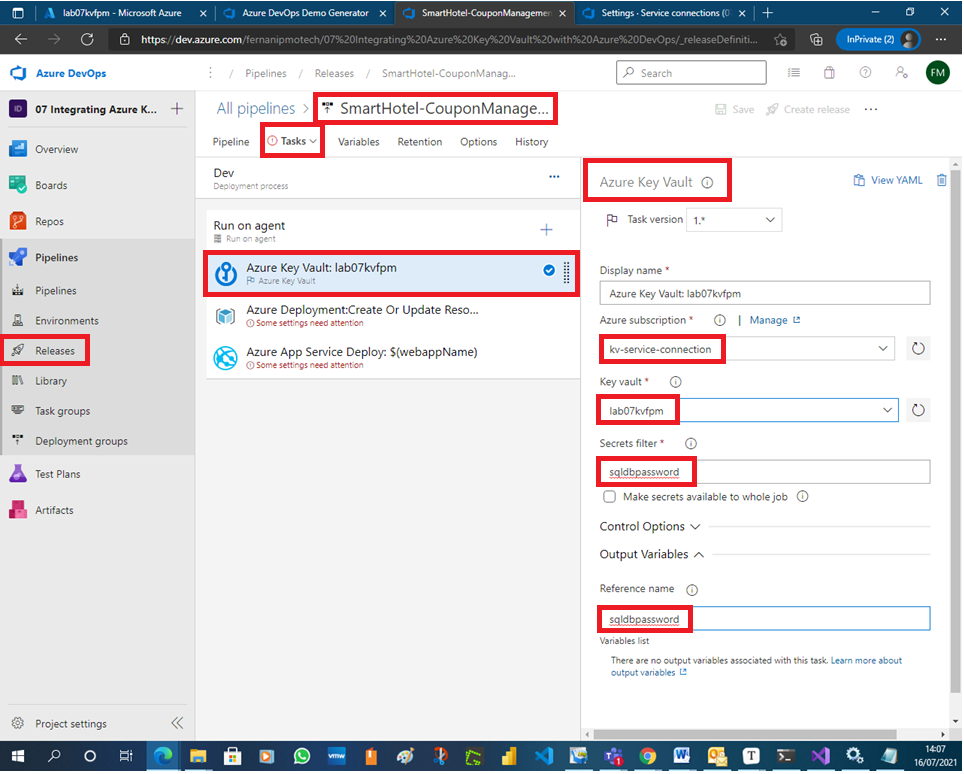 lab07kvfpm - Microsoft Azure
Azure DevOps Demo Generator
SmartHotel-CouponManagemen
Settings · Service connections (0
https://dev.azure.com/fernanipmotech/07%20Integrating%20Azure%20Key%20Vault%20with%20Azure%20DevOps/_releaseDefiniti...
InPrivate (2)
Azure DevOps
/ Pipelines / Releases / SmartHotel-CouponManag...
Search
FM
ID
07 Integrating Azure K...
All pipelines > SmartHotel-CouponManage...
Save
Create release
Pipeline
Tasks
Variables
Retention
Options
History
Overview
Boards
Repos
Pipelines
Pipelines
Environments
Releases
Library
Task groups
Deployment groups
Test Plans
Artifacts
Project settings
Dev
Deployment process
Run on agent
Run on agent
Azure Key Vault: lab07kvfpm
Azure Key Vault
Azure Deployment:Create Or Update Reso...
Some settings need attention
Azure App Service Deploy: $(webappName)
Some settings need attention
Azure Key Vault
View YAML
Task version 1.*
Display name *
Azure Key Vault: lab07kvfpm
Azure subscription * | Manage
kv-service-connection
Key vault *
lab07kvfpm
Secrets filter *
sqldbpassword
Make secrets available to whole job
Control Options
Output Variables
Reference name
sqldbpassword
Variables list
There are no output variables associated with this task. Learn more about
output variables
vmw
14:07
16/07/2021